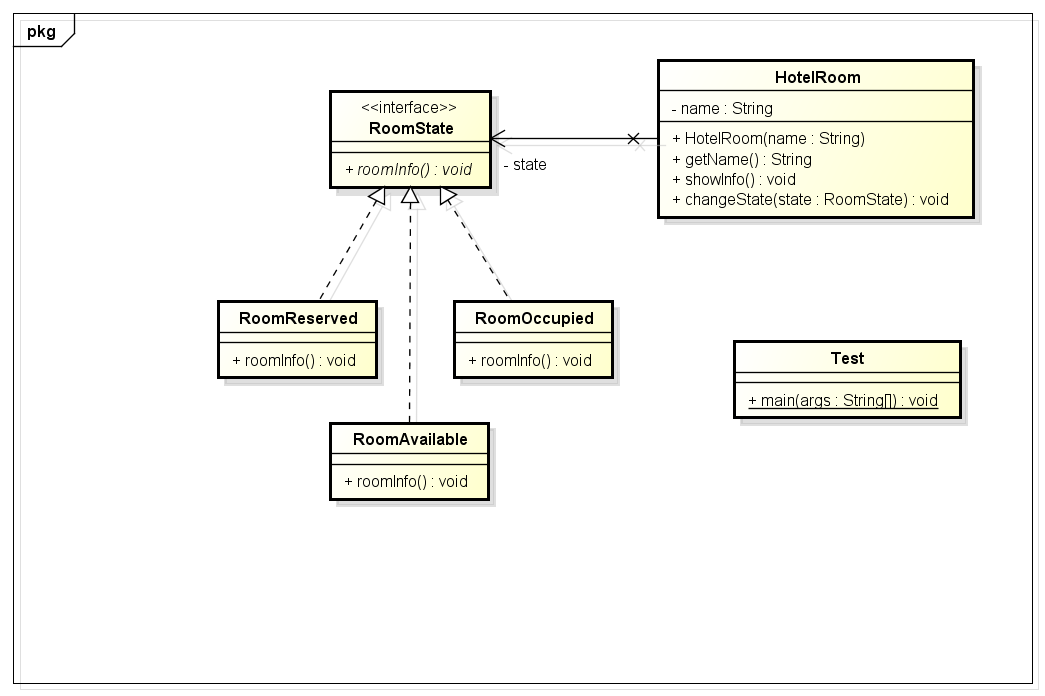 pkg
HotelRoom
- name : String
+ HotelRoom(name : String)
+ getName() : String
+ showInfo() : void
+ changeState(state : RoomState) : void
<<interface>>
RoomState
+ roomInfo() : void
- state
RoomReserved
+ roomInfo() : void
RoomOccupied
+ roomInfo() : void
Test
+ main(args : String[]) : void
RoomAvailable
+ roomInfo() : void